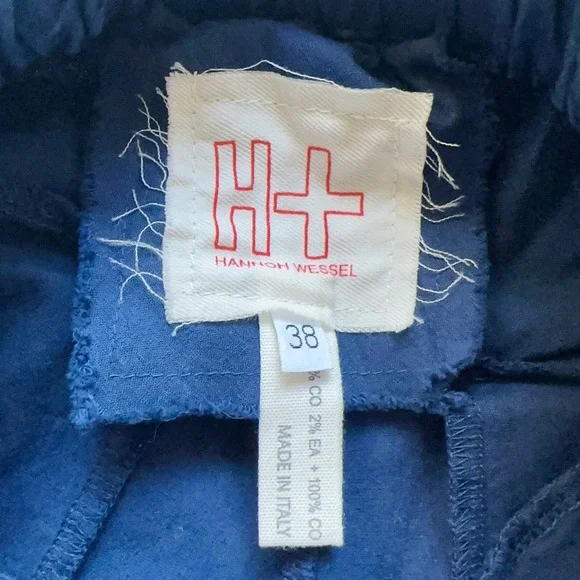 H+
HANNOH WESSEL
38
% CO 2% EA + 100% CO
MADE IN ITALY